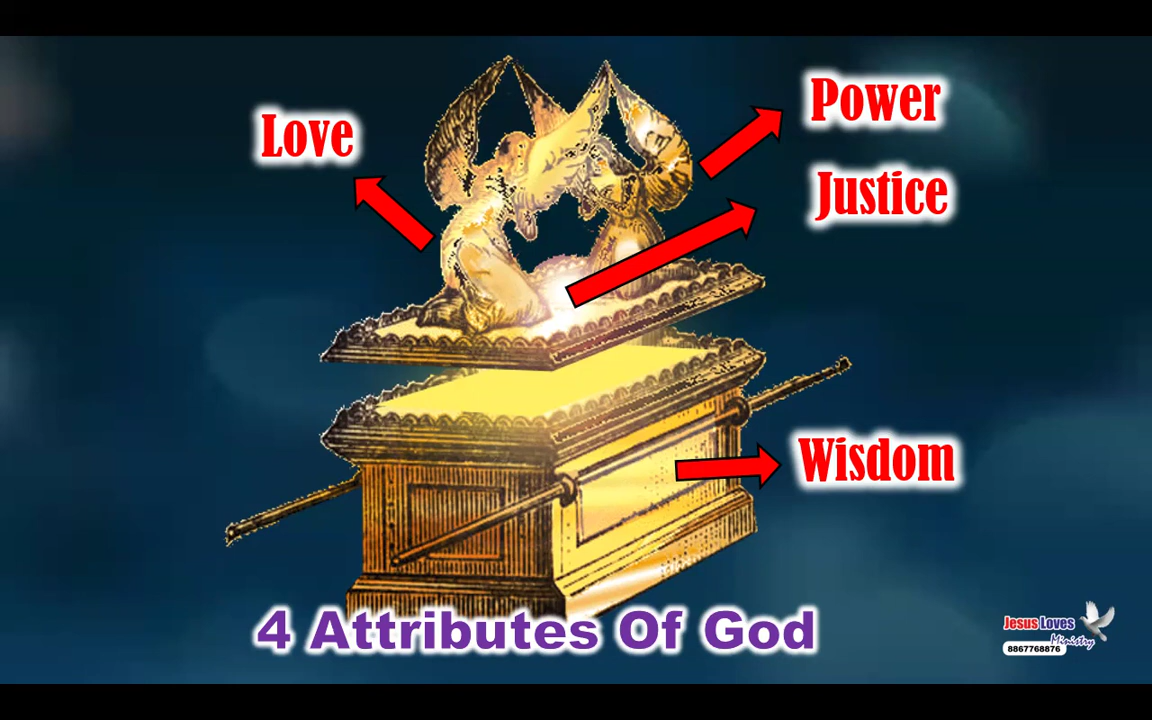 Power
Love
Justice
Wisdom
4 Attributes Of God
Jesus Loves
Ministry
8867768876